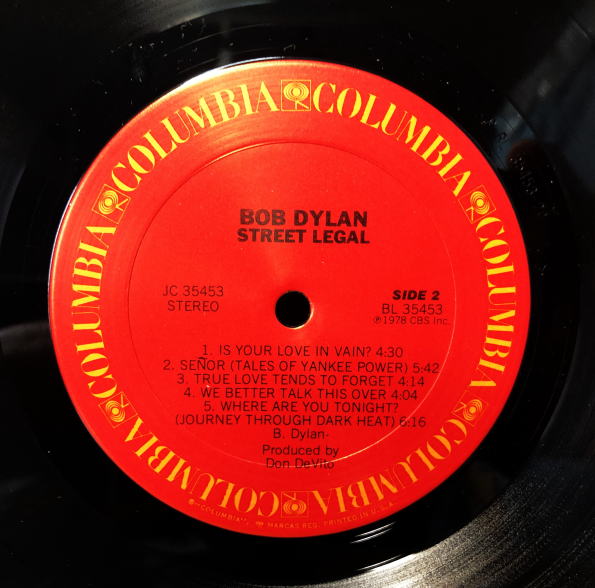 COLUMBIA COLUMBIA COLUMBIA COLUMBIA COLUMBIA COLUMBIA
BOB DYLAN
STREET LEGAL
JC 35453
STEREO
SIDE 2
BL 35453
℗1978 CBS Inc.
1. IS YOUR LOVE IN VAIN? 4:30
2. SEÑOR (TALES OF YANKEE POWER) 5:42
3. TRUE LOVE TENDS TO FORGET 4:14
4. WE BETTER TALK THIS OVER 4:04
5. WHERE ARE YOU TONIGHT?
(JOURNEY THROUGH DARK HEAT) 6:16
B. Dylan-
Produced by
Don DeVito
"COLUMBIA", MARCAS REG. PRINTED IN U.S.A.